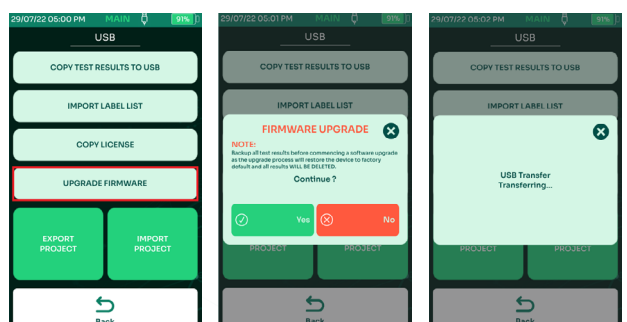 29/07/22 05:00 PM MAIN 91%
USB
COPY TEST RESULTS TO USB
IMPORT LABEL LIST
COPY LICENSE
UPGRADE FIRMWARE
EXPORT
PROJECT
IMPORT
PROJECT
Back
29/07/22 05:01 PM MAIN 91%
USB
COPY TEST RESULTS TO USB
IMPORT LABEL LIST
FIRMWARE UPGRADE
NOTE:
Backup all test results before commencing a software upgrade
as the upgrade process will restore the device to factory
default and all results WILL BE DELETED.
Continue ?
Yes
No
PROJECT
PROJECT
Back
29/07/22 05:02 PM MAIN 91%
USB
COPY TEST RESULTS TO USB
IMPORT LABEL LIST
USB Transfer
Transferring...
PROJECT
PROJECT
Back